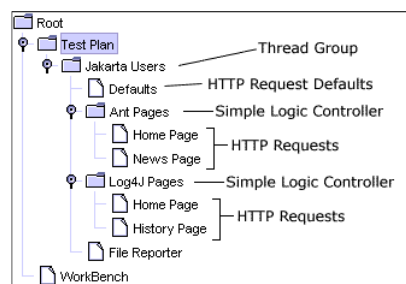 Root
Test Plan
Thread Group
Jakarta Users
Defaults
HTTP Request Defaults
Ant Pages
Simple Logic Controller
Home Page
HTTP Requests
News Page
Log4J Pages
Simple Logic Controller
Home Page
HTTP Requests
History Page
File Reporter
WorkBench